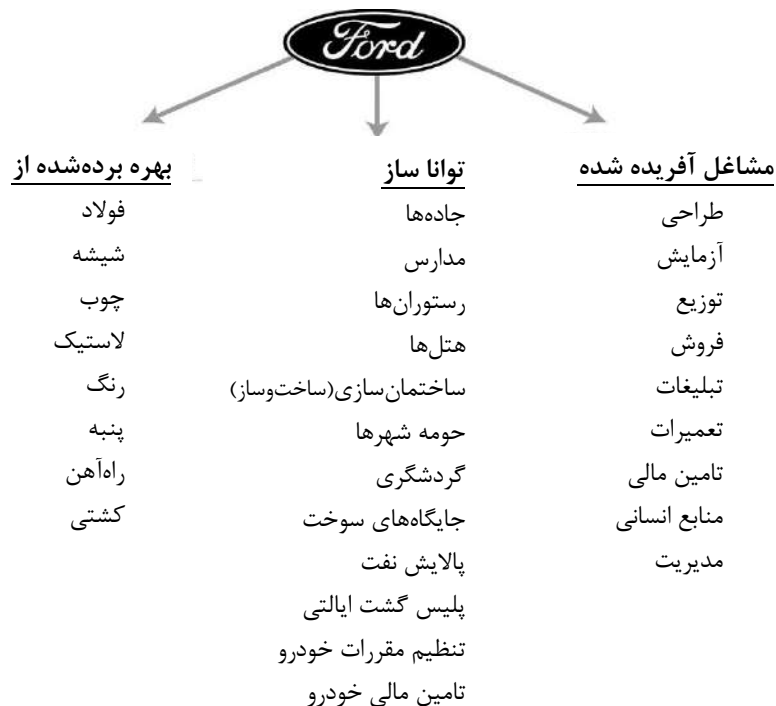 Ford
مشاغل آفریده شده
طراحی
آزمایش
توزیع
فروش
تبلیغات
تعمیرات
تامین مالی
منابع انسانی
مدیریت
توانا ساز
جاده‌ها
مدارس
رستوران‌ها
هتل‌ها
ساختمان‌سازی(ساخت‌وساز)
حومه شهرها
گردشگری
جایگاه‌های سوخت
پالایش نفت
پلیس گشت ایالتی
تنظیم مقررات خودرو
تامین مالی خودرو
بهره برده‌شده از
فولاد
شیشه
چوب
لاستیک
رنگ
پنبه
راه‌آهن
کشتی